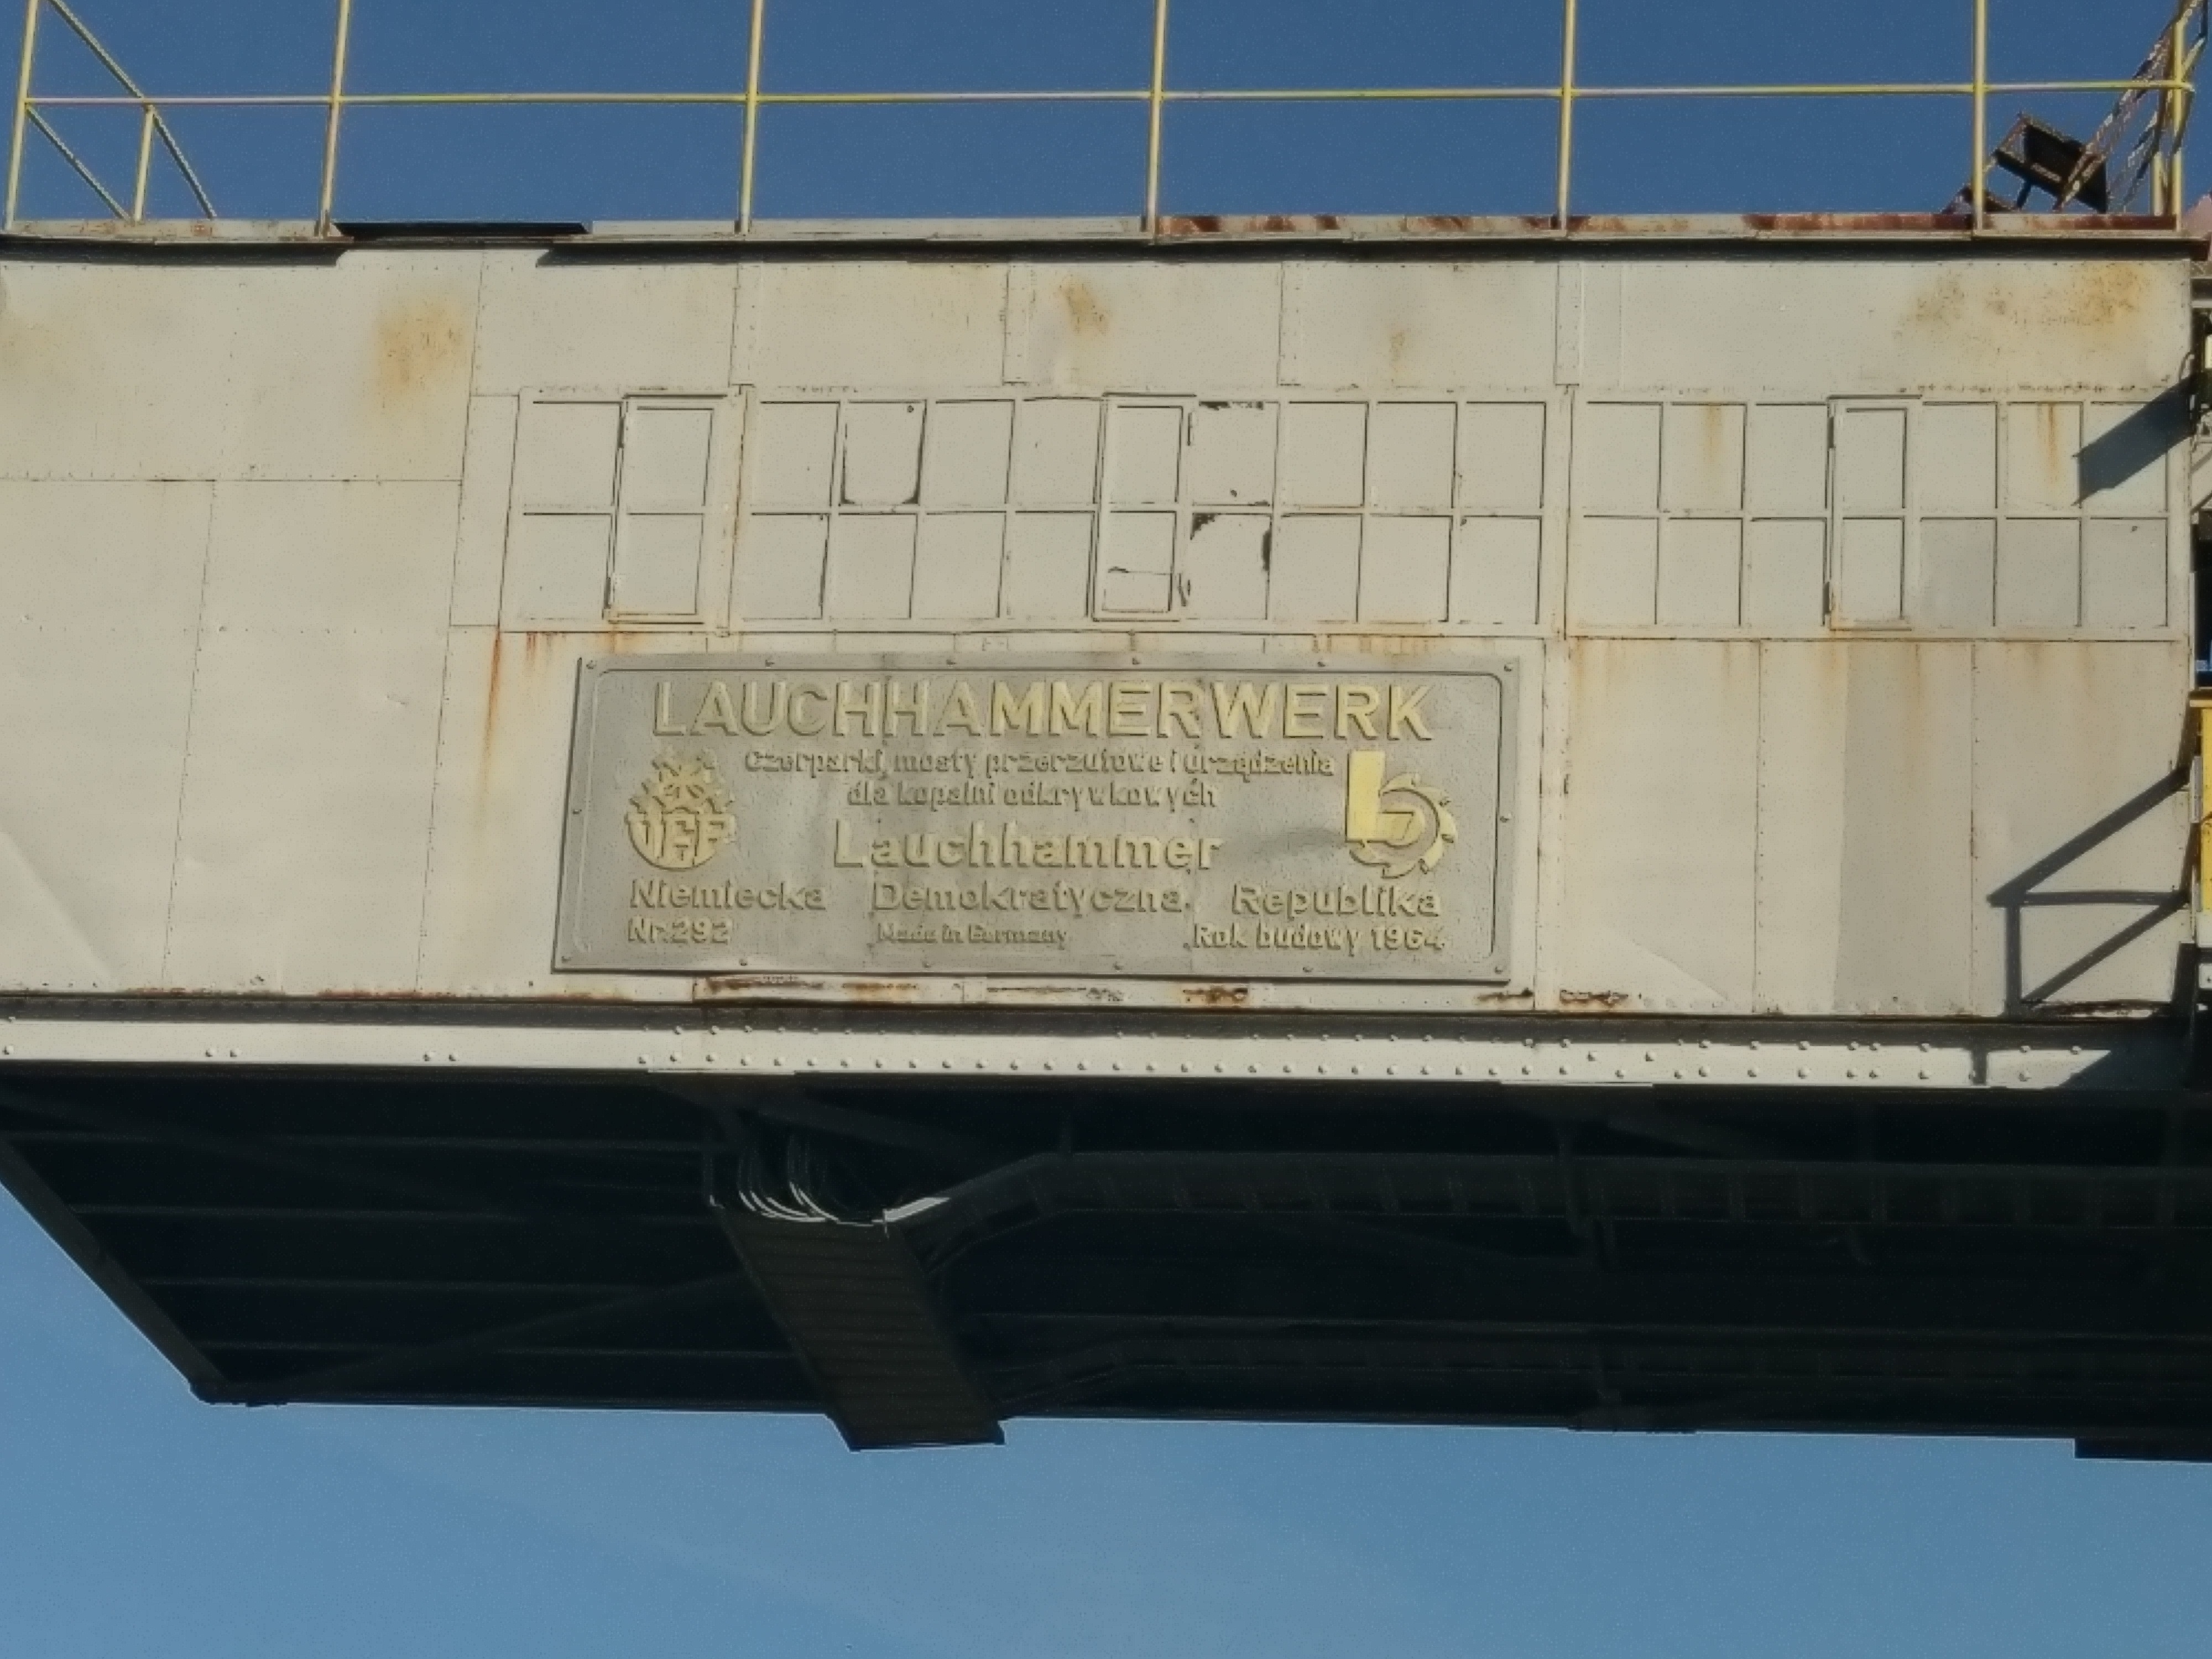 LAUCHHAMMERWERK
Czerparki, mosty przerzutowe i urządzenia
dla kopalni odkrywkowych
Lauchhammer
Niemiecka Demokratyczna Republika
Nr. 292 Made in Germany Rok budowy 1964